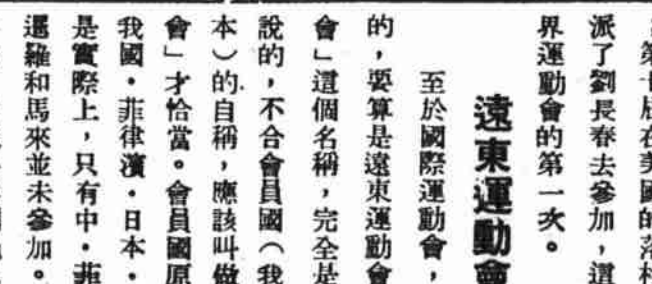 第十屆在美國的落杉
派了劉長春去參加，這
界運動會的第一次。
遠東運動會
至於國際運動會，
的，要算是遠東運動會
會」這個名稱，完全是
說的，不合會員國（我
本）的自稱，應該叫做
會」才恰當。會員國原
我國·菲律濱·日本·
是實際上，只有中·菲
暹羅和馬來並未參加。